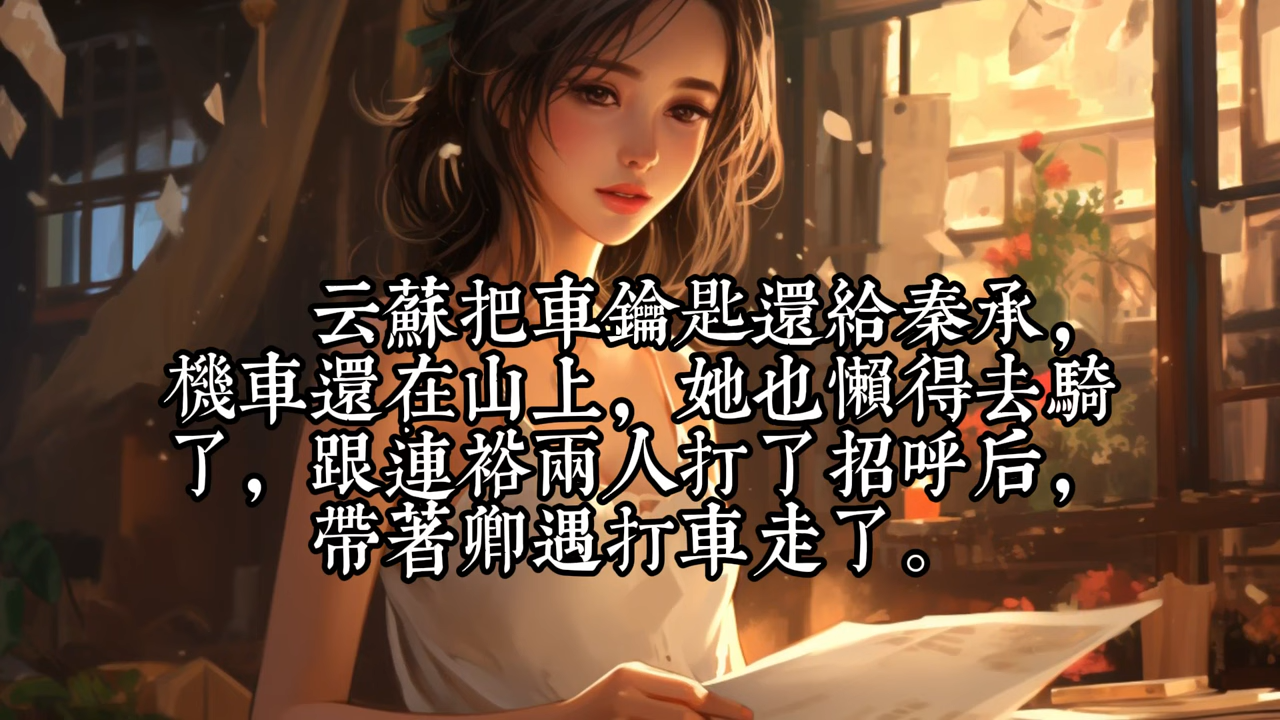 云蘇把車鑰匙還給秦承，
機車還在山上，她也懶得去騎
了，跟連裕兩人打了招呼后，
帶著卿遇打車走了。